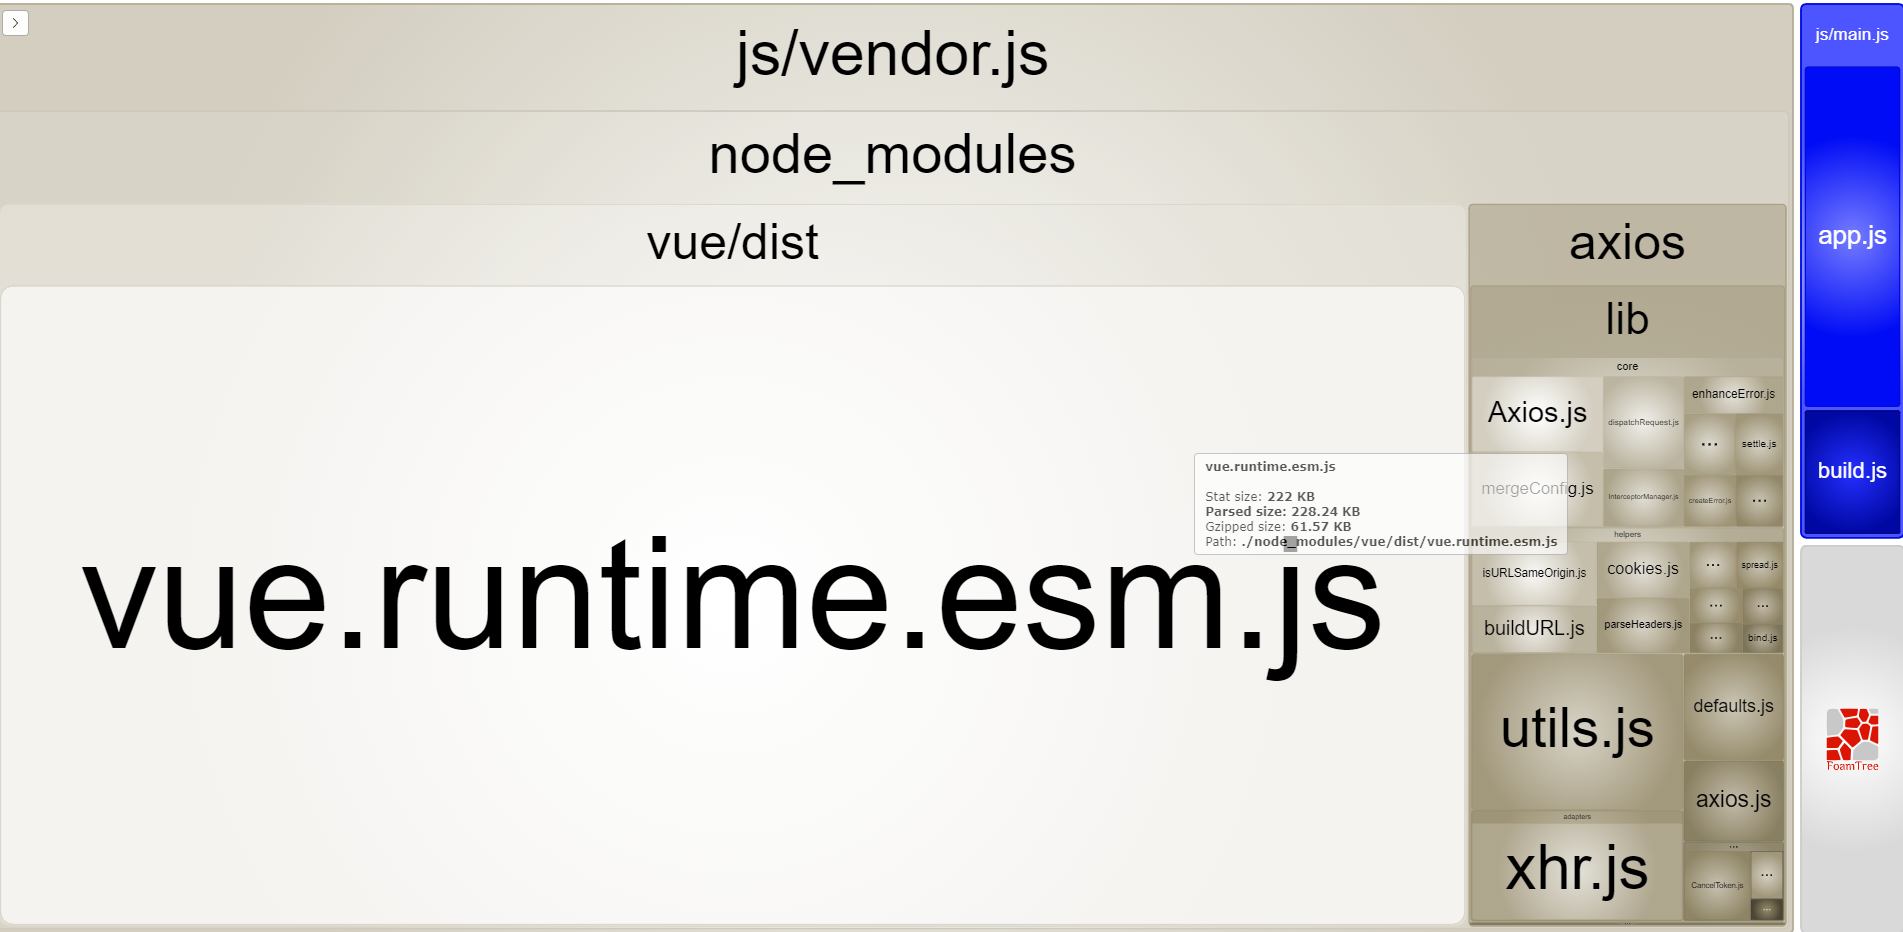 js/vendor.js
node_modules
vue/dist
vue.runtime.esm.js
axios
lib
core
Axios.js
dispatchRequest.js
enhanceError.js
...
settle.js
mergeConfig.js
InterceptorManager.js
createError.js
...
vue.runtime.esm.js
Stat size: 222 KB
Parsed size: 228.24 KB
Gzipped size: 61.57 KB
Path: ./node_modules/vue/dist/vue.runtime.esm.js
helpers
isURLSameOrigin.js
cookies.js
...
spread.js
...
...
buildURL.js
parseHeaders.js
...
bind.js
utils.js
defaults.js
axios.js
adapters
xhr.js
...
CancelToken.js
...
...
...
js/main.js
app.js
build.js
FoamTree